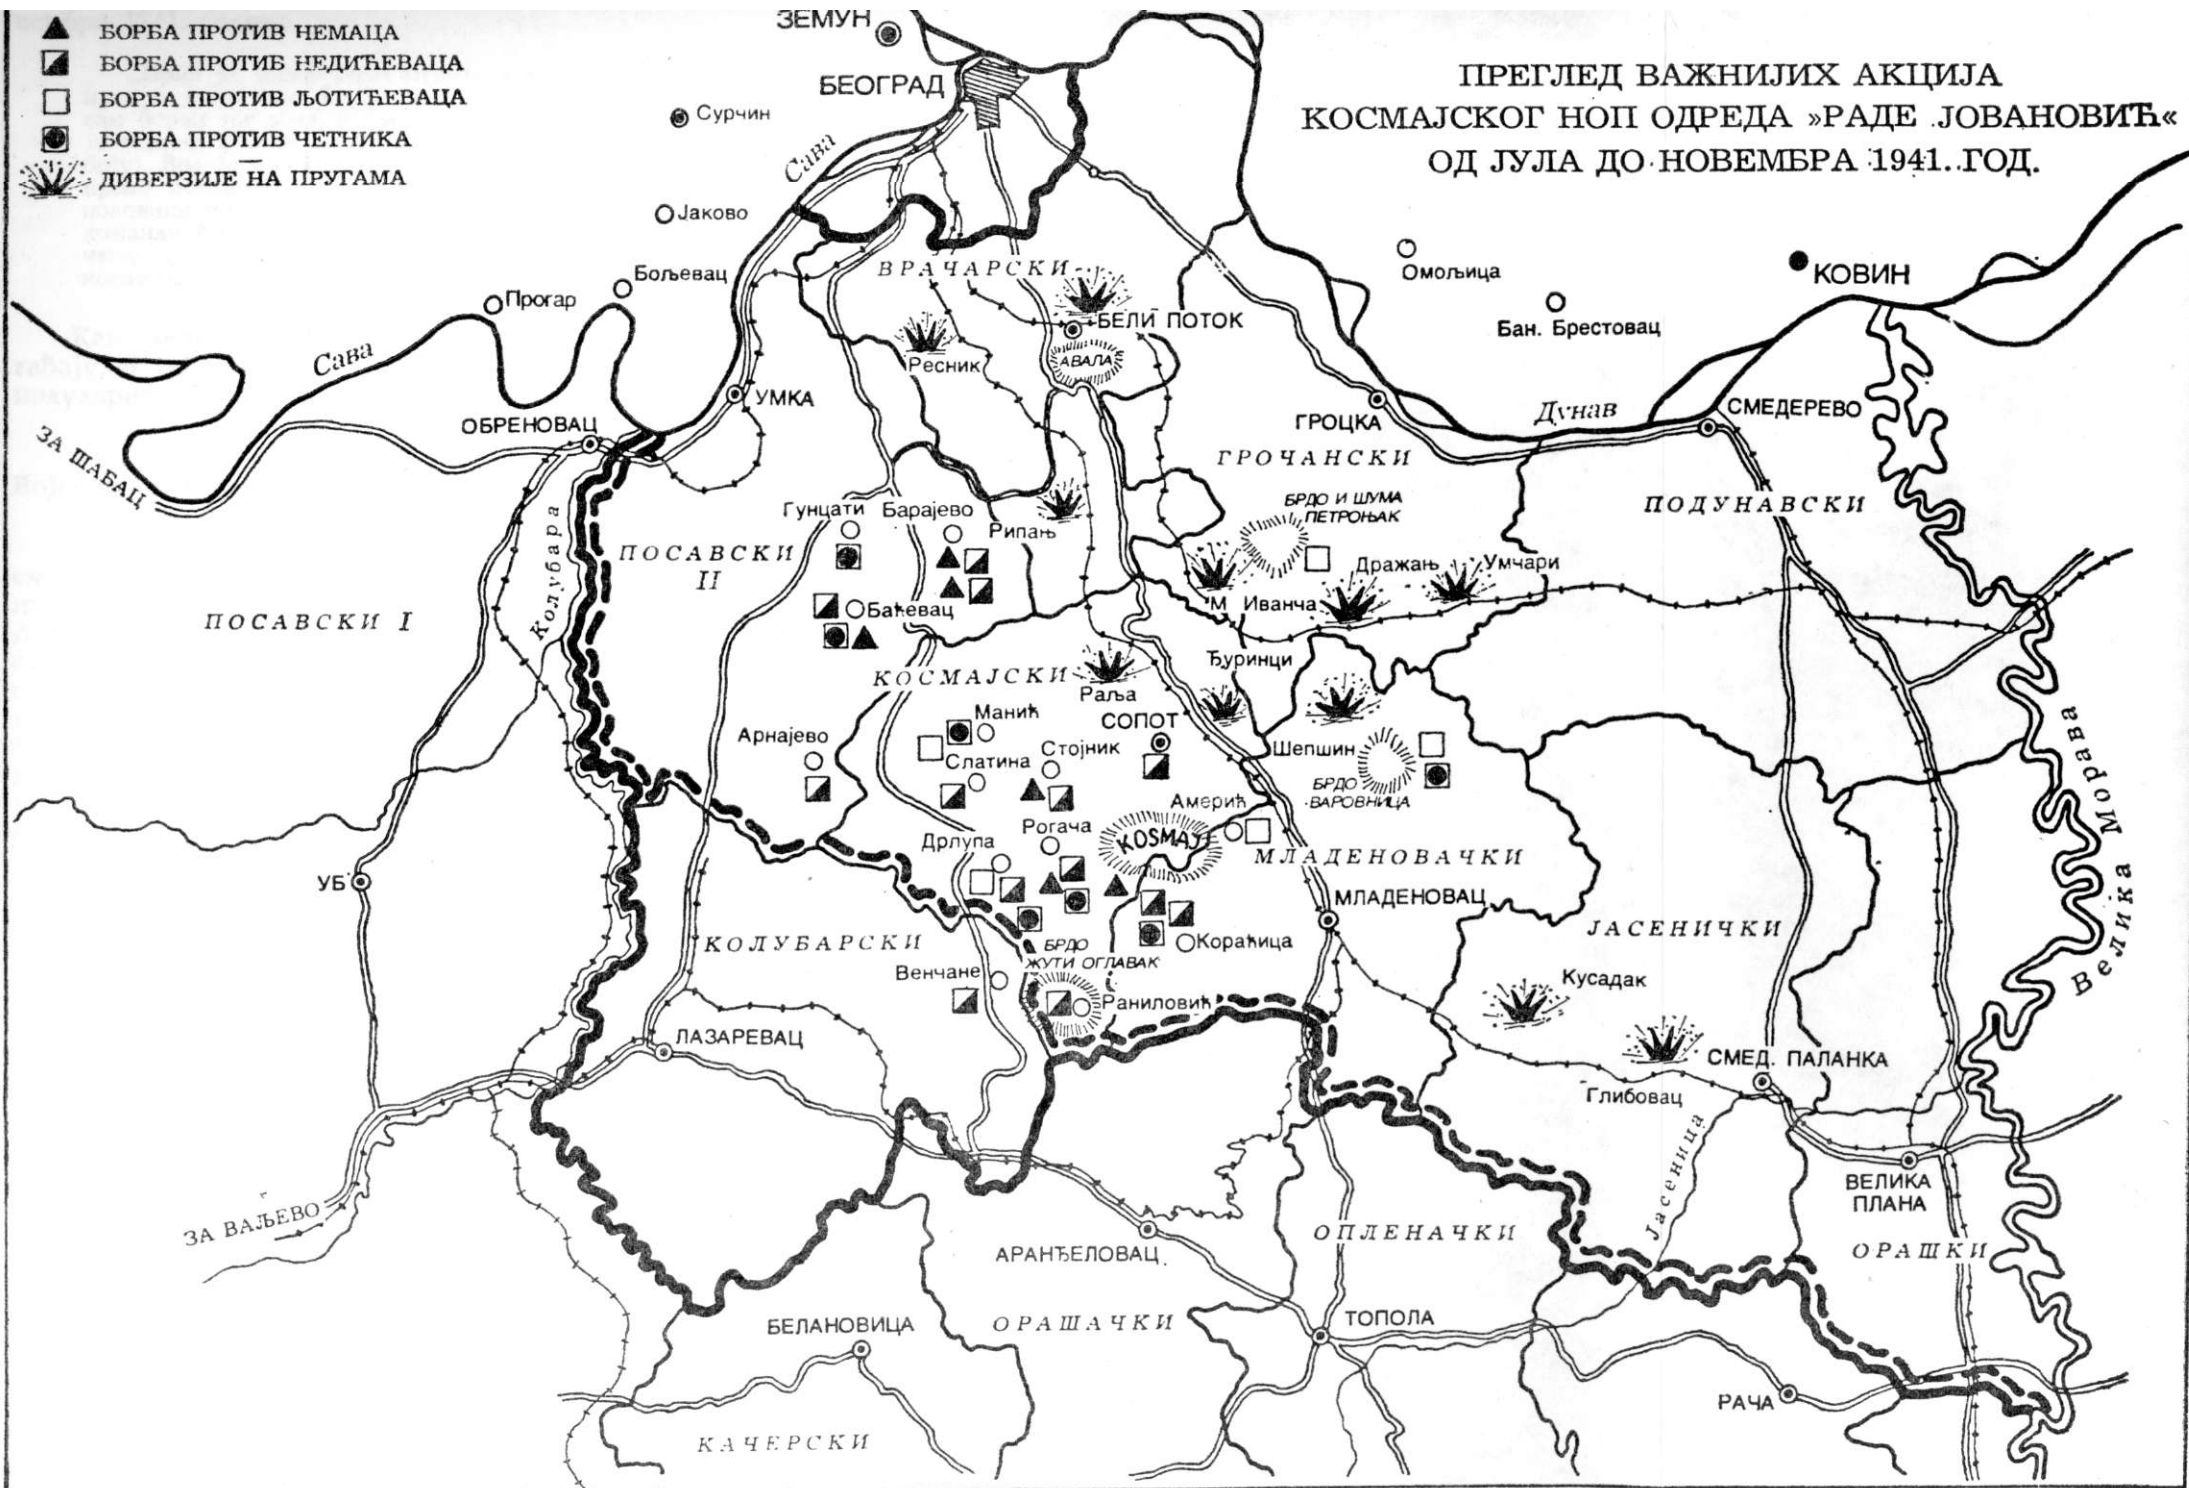 БОРБА ПРОТИВ НЕМАЦА
БОРБА ПРОТИВ НЕДИЋЕВАЦА
БОРБА ПРОТИВ ЉОТИЋЕВАЦА
БОРБА ПРОТИВ ЧЕТНИКА
ДИВЕРЗИЈЕ НА ПРУГАМА
ПРЕГЛЕД ВАЖНИЈИХ АКЦИЈА
КОСМАЈСКОГ НОП ОДРЕДА »РАДЕ ЈОВАНОВИЋ«
ОД ЈУЛА ДО НОВЕМБРА 1941. ГОД.
ЗЕМУН
БЕОГРАД
Сурчин
Сава
Јаково
Бољевац
Прогар
Сава
ВРАЧАРСКИ
Омољица
КОВИН
Бан. Брестовац
БЕЛИ ПОТОК
АВАЛА
Ресник
УМКА
ОБРЕНОВАЦ
ГРОЦКА
Дунав
СМЕДЕРЕВО
ЗА ШАБАЦ
ГРОЧАНСКИ
ПОДУНАВСКИ
БРДО И ШУМА
ПЕТРОЊАК
Гунцати
Барајево
Рипањ
Колубара
ПОСАВСКИ
II
Дражањ
Умчари
М. Иванча
Баћевац
ПОСАВСКИ I
Ђуринци
КОСМАЈСКИ
Раља
Манић
СОПОТ
Арнајево
Стојник
Слатина
Шепшин
БРДО
ВАРОВНИЦА
Амерић
Рогача
KOSMAJ
Дрлупа
МЛАДЕНОВАЧКИ
УБ
МЛАДЕНОВАЦ
Велика Морава
КОЛУБАРСКИ
ЈАСЕНИЧКИ
Кораћица
БРДО
ЖУТИ ОГЛАВАК
Венчане
Раниловић
Кусадак
ЛАЗАРЕВАЦ
СМЕД. ПАЛАНКА
Глибовац
Јасеница
ВЕЛИКА
ПЛАНА
ЗА ВАЉЕВО
ОПЛЕНАЧКИ
ОРАШКИ
АРАНЂЕЛОВАЦ
БЕЛАНОВИЦА
ОРАШАЧКИ
ТОПОЛА
РАЧА
КАЧЕРСКИ